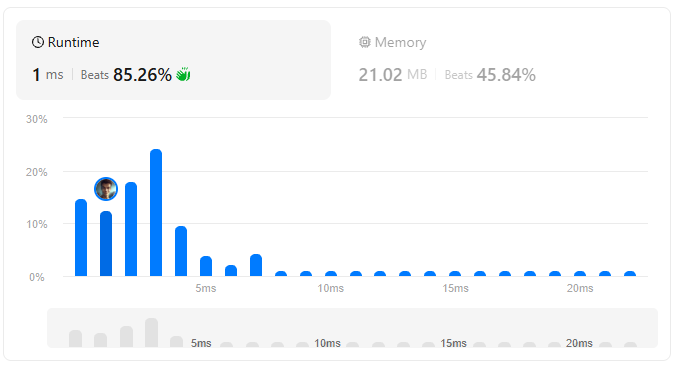 Runtime
Memory
1 ms | Beats 85.26%
21.02 MB | Beats 45.84%
30%
20%
10%
0%
5ms 10ms 15ms 20ms
5ms 10ms 15ms 20ms